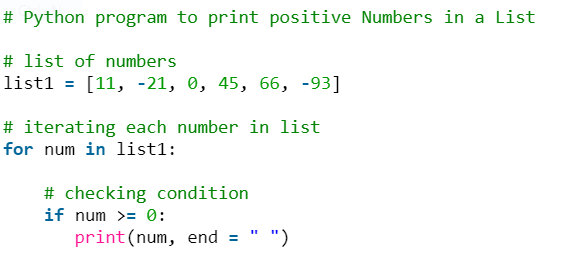 # Python program to print positive Numbers in a List
# list of numbers
list1 = [11, -21, 0, 45, 66, -93]
# iterating each number in list
for num in list1:
    # checking condition
    if num >= 0:
       print(num, end = " ")